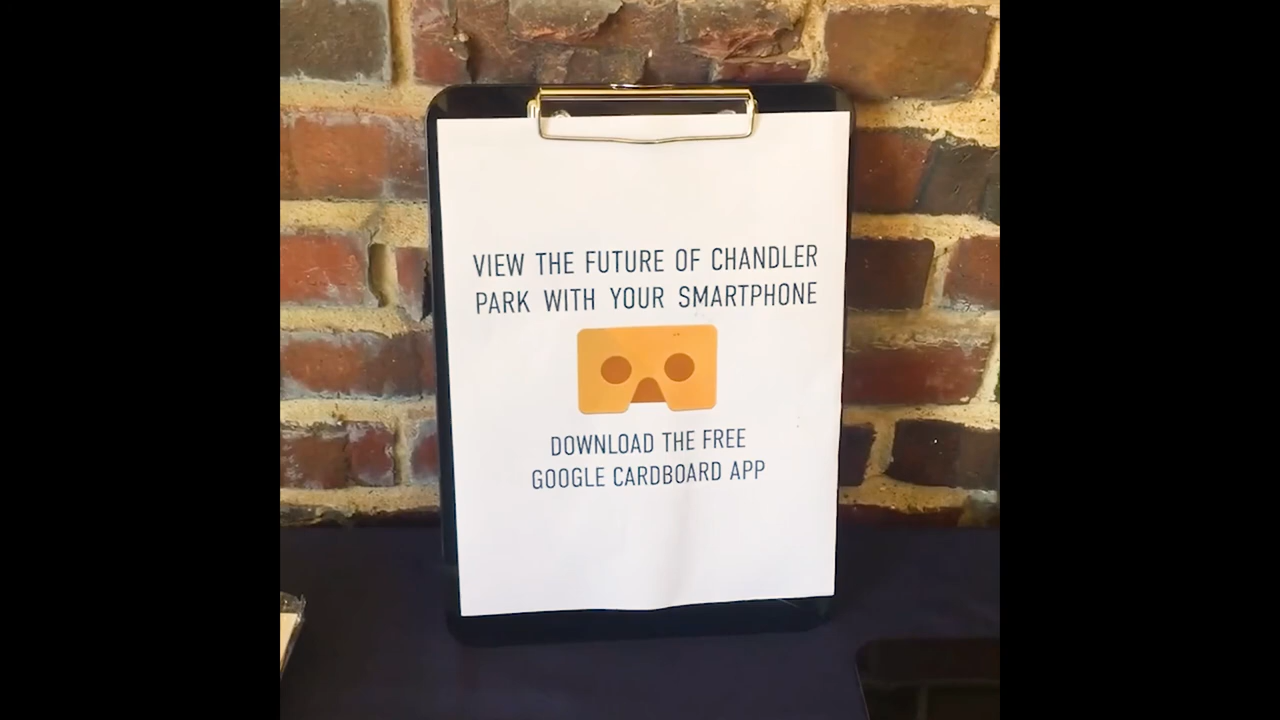 VIEW THE FUTURE OF CHANDLER
PARK WITH YOUR SMARTPHONE
DOWNLOAD THE FREE
GOOGLE CARDBOARD APP